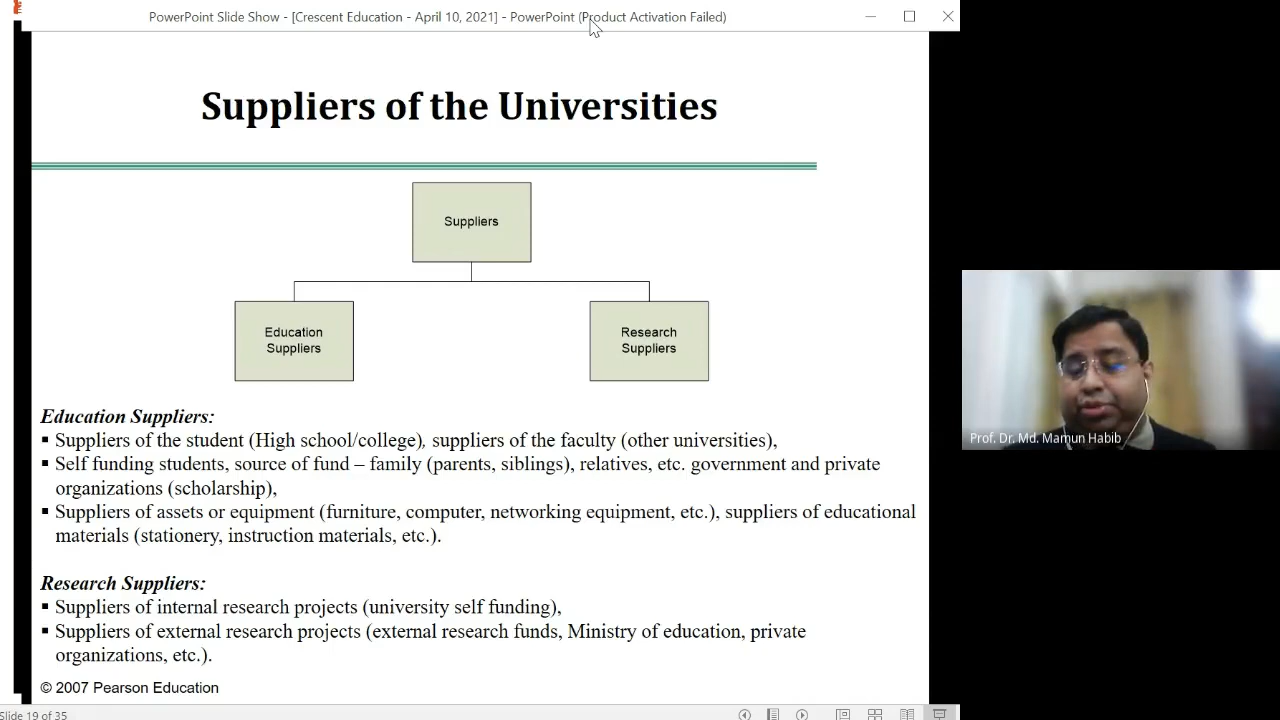 PowerPoint Slide Show - [Crescent Education - April 10, 2021] - PowerPoint (Product Activation Failed)
Suppliers of the Universities
Suppliers
Education
Suppliers
Research
Suppliers
Education Suppliers:
▪ Suppliers of the student (High school/college), suppliers of the faculty (other universities),
▪ Self funding students, source of fund – family (parents, siblings), relatives, etc. government and private
organizations (scholarship),
▪ Suppliers of assets or equipment (furniture, computer, networking equipment, etc.), suppliers of educational
materials (stationery, instruction materials, etc.).
Research Suppliers:
▪ Suppliers of internal research projects (university self funding),
▪ Suppliers of external research projects (external research funds, Ministry of education, private
organizations, etc.).
© 2007 Pearson Education
Slide 19 of 35
Prof. Dr. Md. Mamun Habib